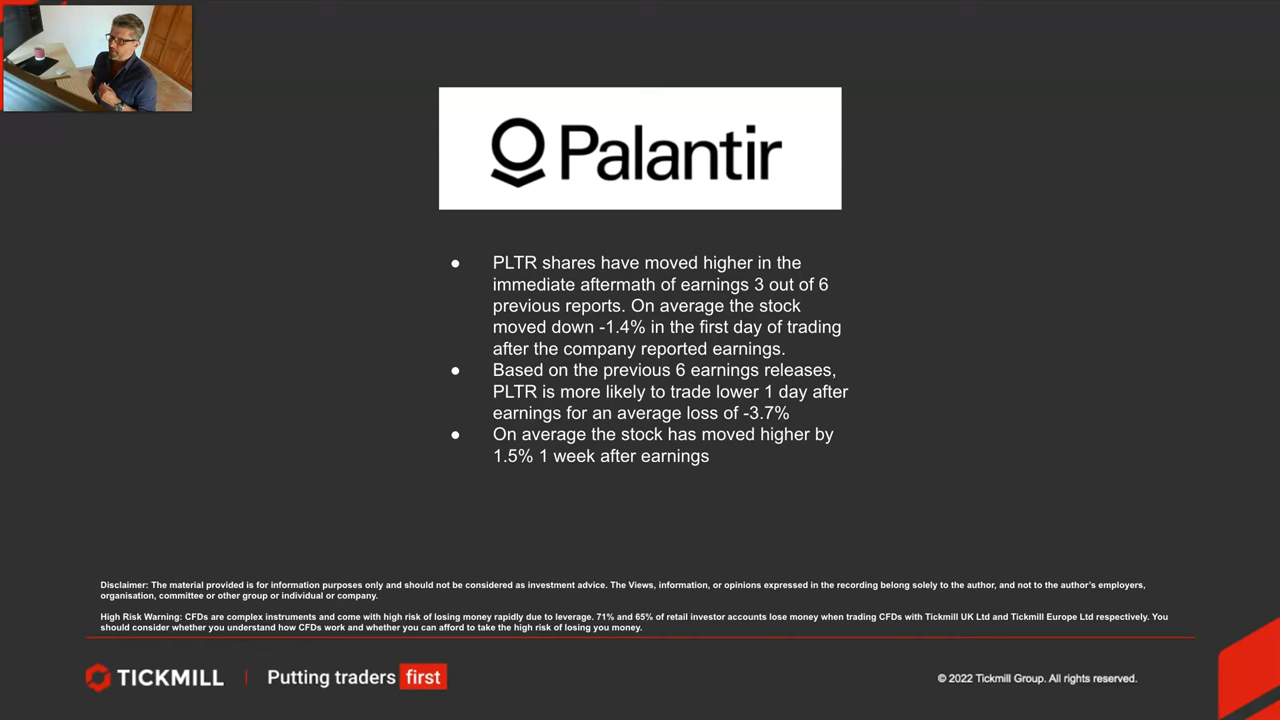 Palantir
● PLTR shares have moved higher in the
immediate aftermath of earnings 3 out of 6
previous reports. On average the stock
moved down -1.4% in the first day of trading
after the company reported earnings.
● Based on the previous 6 earnings releases,
PLTR is more likely to trade lower 1 day after
earnings for an average loss of -3.7%
● On average the stock has moved higher by
1.5% 1 week after earnings
Disclaimer: The material provided is for information purposes only and should not be considered as investment advice. The Views, information, or opinions expressed in the recording belong solely to the author, and not to the author's employers,
organisation, committee or other group or individual or company.
High Risk Warning: CFDs are complex instruments and come with high risk of losing money rapidly due to leverage. 71% and 65% of retail investor accounts lose money when trading CFDs with Tickmill UK Ltd and Tickmill Europe Ltd respectively. You
should consider whether you understand how CFDs work and whether you can afford to take the high risk of losing you money.
TICKMILL | Putting traders first
© 2022 Tickmill Group. All rights reserved.